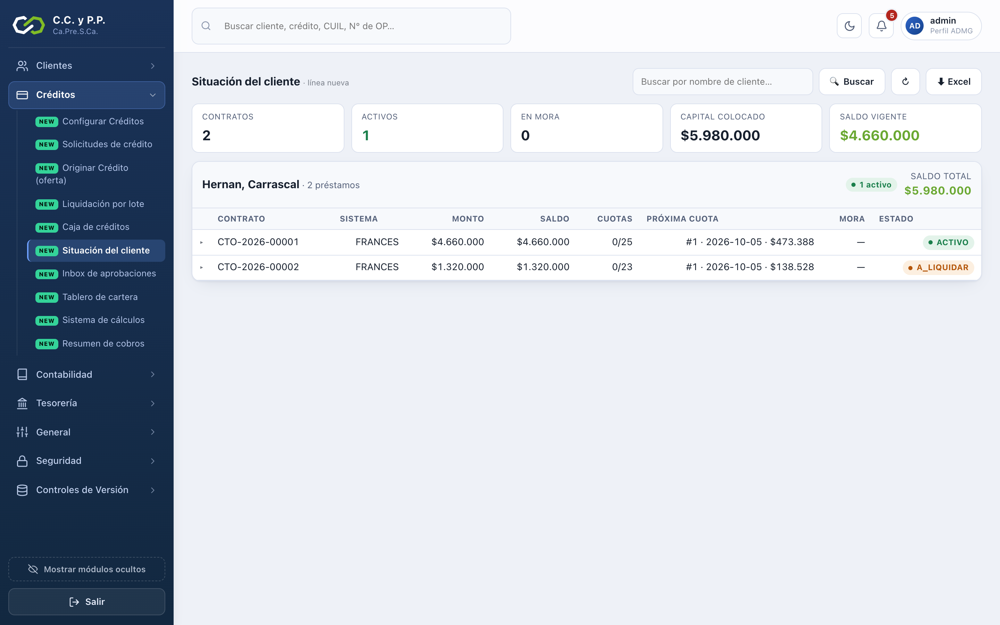 C.C. y P.P.
Ca.Pre.S.Ca.
Clientes
Créditos
NEW Configurar Créditos
NEW Solicitudes de crédito
NEW Originar Crédito
(oferta)
NEW Liquidación por lote
NEW Caja de créditos
NEW Situación del cliente
NEW Inbox de aprobaciones
NEW Tablero de cartera
NEW Sistema de cálculos
NEW Resumen de cobros
Contabilidad
Tesorería
General
Seguridad
Controles de Versión
Mostrar módulos ocultos
Salir
Buscar cliente, crédito, CUIL, N° de OP...
5
AD
admin
Perfil ADMG
Situación del cliente · línea nueva
Buscar por nombre de cliente...
Buscar
Excel
CONTRATOS
2
ACTIVOS
1
EN MORA
0
CAPITAL COLOCADO
$5.980.000
SALDO VIGENTE
$4.660.000
Hernan, Carrascal · 2 préstamos
1 activo
SALDO TOTAL
$5.980.000
CONTRATO SISTEMA MONTO SALDO CUOTAS PRÓXIMA CUOTA MORA ESTADO
CTO-2026-00001 FRANCES $4.660.000 $4.660.000 0/25 #1 · 2026-10-05 · $473.388 — ACTIVO
CTO-2026-00002 FRANCES $1.320.000 $1.320.000 0/23 #1 · 2026-10-05 · $138.528 — A_LIQUIDAR